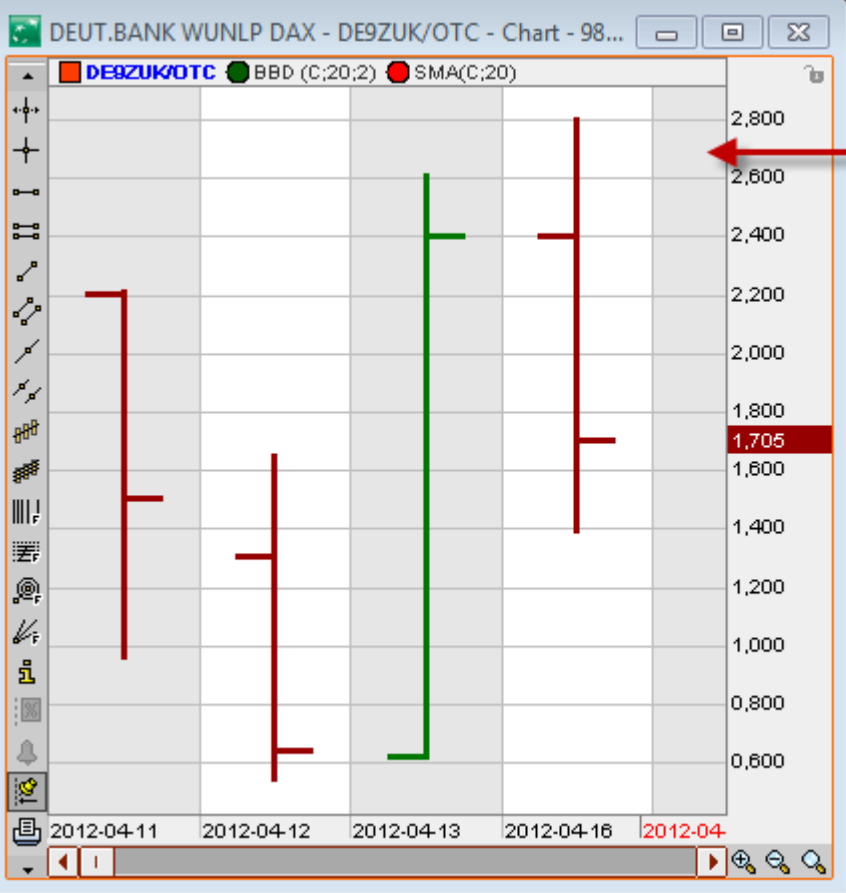 DEUT.BANK WUNLP DAX - DE9ZUK/OTC - Chart - 98...
DE9ZUK/OTC BBD (C;20;2) SMA(C;20)
2,800
2,600
2,400
2,200
2,000
1,800
1,705
1,600
1,400
1,200
1,000
0,800
0,600
F
F
F
F
i
%
2012-04-11 2012-04-12 2012-04-13 2012-04-16 2012-04-